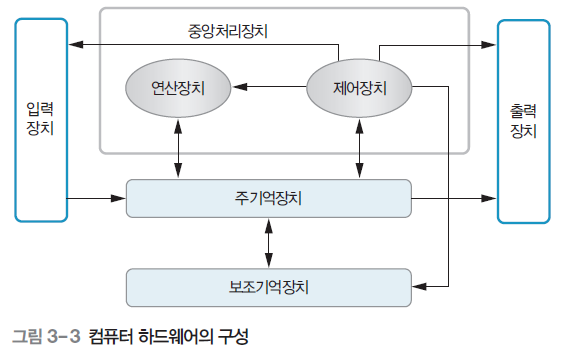 중앙처리장치
입력
장치
연산장치
제어장치
출력
장치
주기억장치
보조기억장치
그림 3-3 컴퓨터 하드웨어의 구성